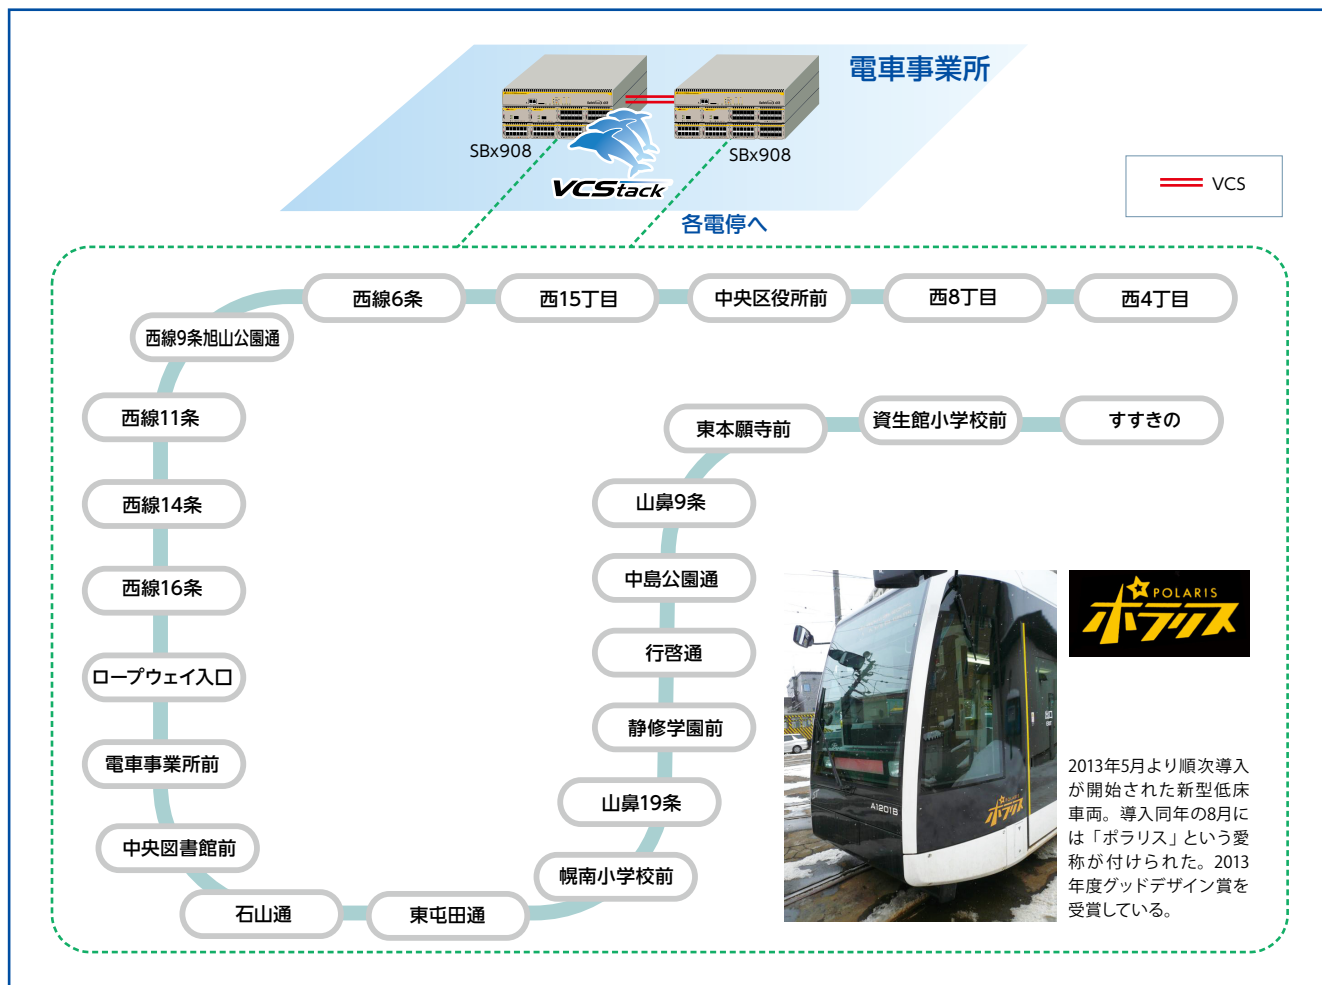 電車事業所
SBx908
SBx908
VCStack
VCS
各電停へ
西線6条
西15丁目
中央区役所前
西8丁目
西4丁目
西線9条旭山公園通
西線11条
東本願寺前
資生館小学校前
すすきの
西線14条
山鼻9条
西線16条
中島公園通
ロープウェイ入口
行啓通
電車事業所前
静修学園前
中央図書館前
山鼻19条
石山通
東屯田通
幌南小学校前
POLARIS
ポラリス
A1201B
ポラリス
2013年5月より順次導入
が開始された新型低床
車両。導入同年の8月に
は「ポラリス」という愛
称が付けられた。2013
年度グッドデザイン賞を
受賞している。